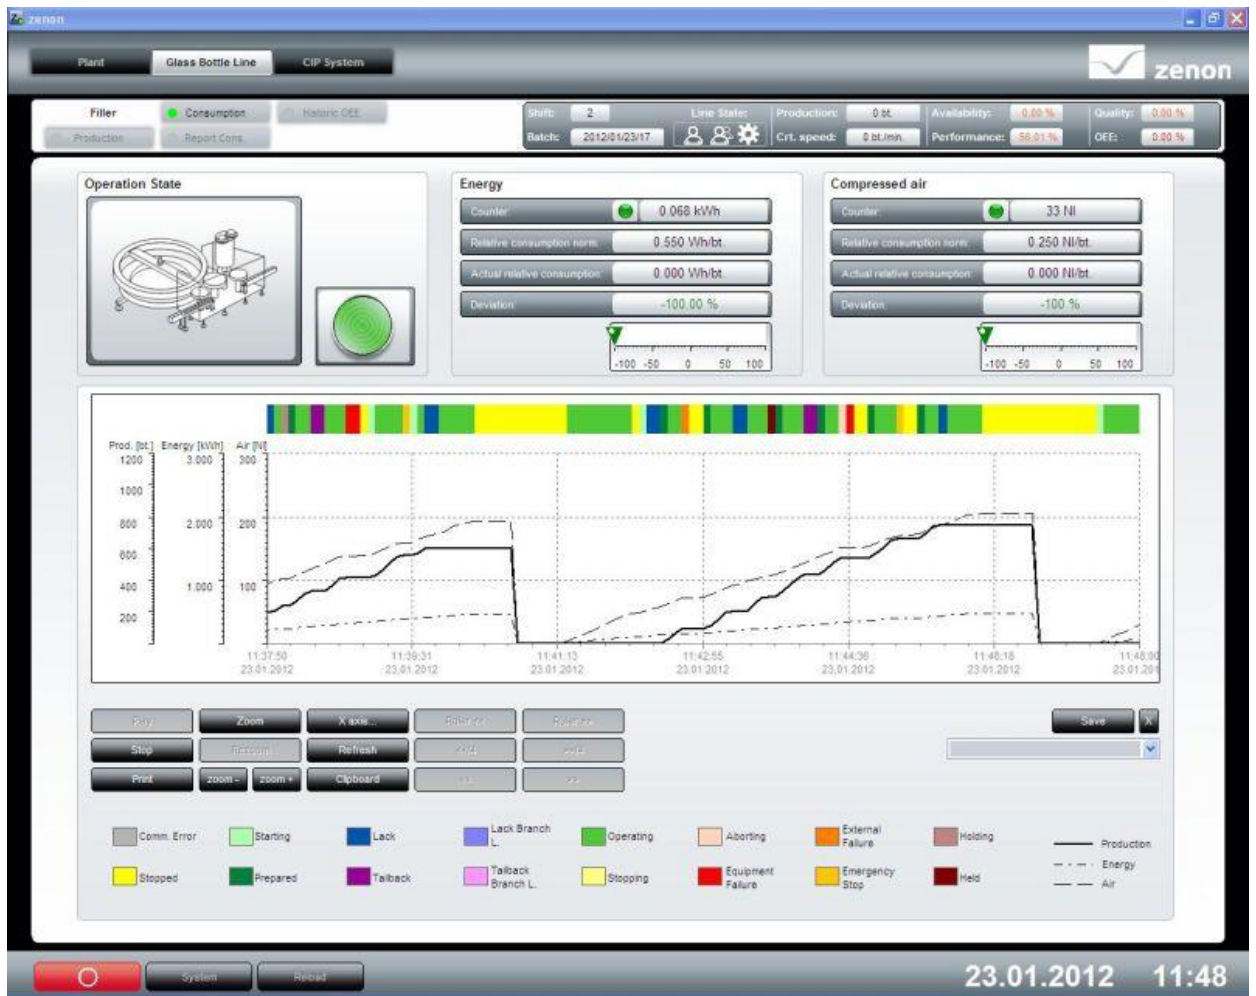 zenon
Plant Glass Bottle Line CIP System
zenon
Filler Consumption Historic OEE
Production Report Cons.
Shift: 2 Line State: Production: 0 bt. Availability: 0.00 % Quality: 0.00 %
Batch: 2012/01/23/17 Crt. speed: 0 bt./min. Performance: 56.01 % OEE: 0.00 %
Operation State
Energy
Counter: 0.068 kWh
Relative consumption norm: 0.550 Wh/bt.
Actual relative consumption: 0.000 Wh/bt.
Deviation: -100.00 %
-100 -50 0 50 100
Compressed air
Counter: 33 Nl
Relative consumption norm: 0.250 Nl/bt.
Actual relative consumption: 0.000 Nl/bt.
Deviation: -100 %
-100 -50 0 50 100
Prod. [bt.] Energy [kWh] Air [Nl]
1200 3.000 300
1000
800 2.000 200
600
400 1.000 100
200
11:37:50 11:39:31 11:41:13 11:42:55 11:44:36 11:46:18 11:48:00
23.01.2012 23.01.2012 23.01.2012 23.01.2012 23.01.2012 23.01.2012 23.01.201
Zoom X axis... Ruler << Ruler >> Save X
Stop Refresh
Print zoom - zoom + Clipboard << >>
Comm. Error Starting Lack Lack Branch L. Operating Aborting External Failure Holding
Stopped Prepared Tailback Tailback Branch L. Stopping Equipment Failure Emergency Stop Held
Production
Energy
Air
System Reload
23.01.2012 11:48